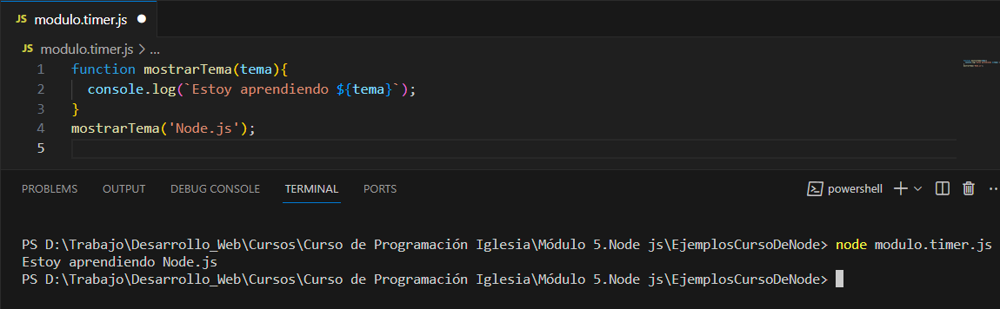 JS modulo.timer.js
JS modulo.timer.js > ...
1 function mostrarTema(tema){
2   console.log(`Estoy aprendiendo ${tema}`);
3 }
4 mostrarTema('Node.js');
5
PROBLEMS OUTPUT DEBUG CONSOLE TERMINAL PORTS powershell
PS D:\Trabajo\Desarrollo_Web\Cursos\Curso de Programación Iglesia\Módulo 5.Node js\EjemplosCursoDeNode> node modulo.timer.js
Estoy aprendiendo Node.js
PS D:\Trabajo\Desarrollo_Web\Cursos\Curso de Programación Iglesia\Módulo 5.Node js\EjemplosCursoDeNode>